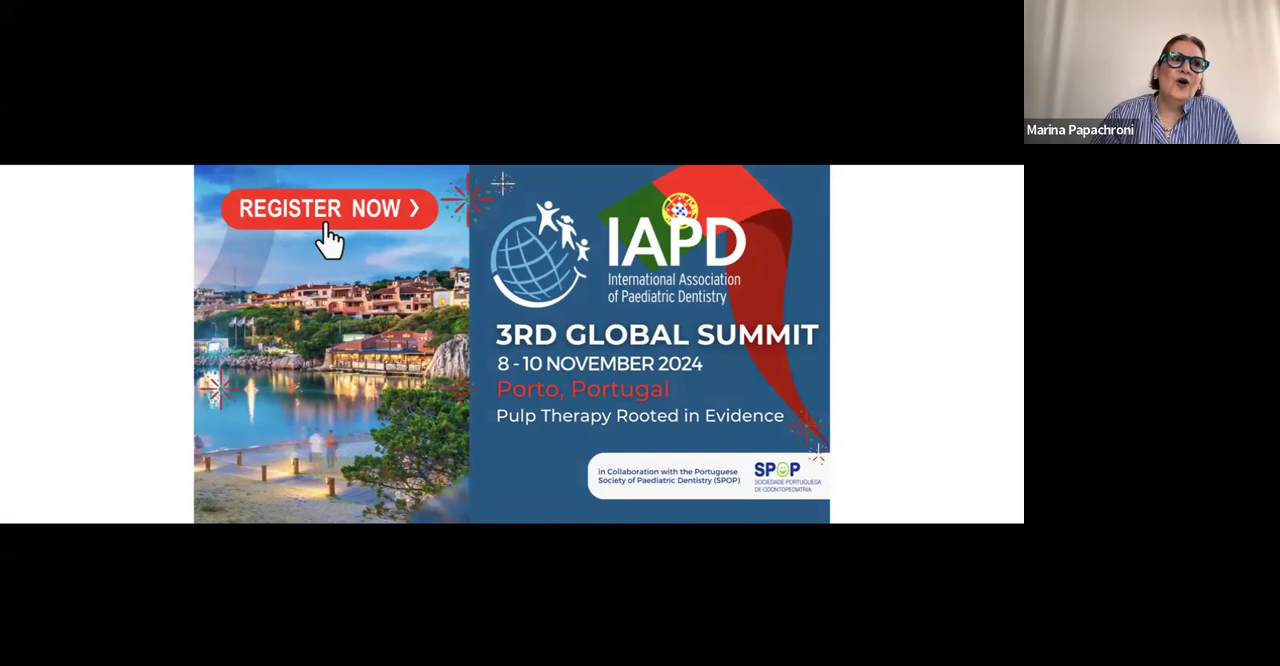 Marina Papachroni
REGISTER NOW ❯
IAPD
International Association
of Paediatric Dentistry
3RD GLOBAL SUMMIT
8 - 10 NOVEMBER 2024
Porto, Portugal
Pulp Therapy Rooted in Evidence
in Collaboration with the Portuguese
Society of Paediatric Dentistry (SPOP)
SPOP
SOCIEDADE PORTUGUESA
DE ODONTOPEDIATRIA